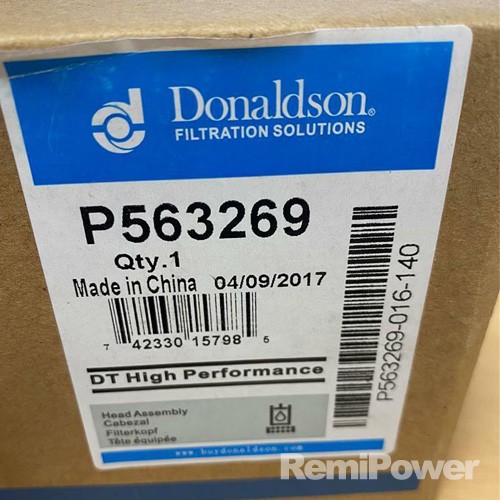 Donaldson®
FILTRATION SOLUTIONS
P563269
Qty.1
Made in China 04/09/2017
7 42330 15798 5
DT High Performance
Head Assembly
Cabezal
Filterkopf
Tête équipée
www.buydonaldson.com
P563269-016-140
RemiPower